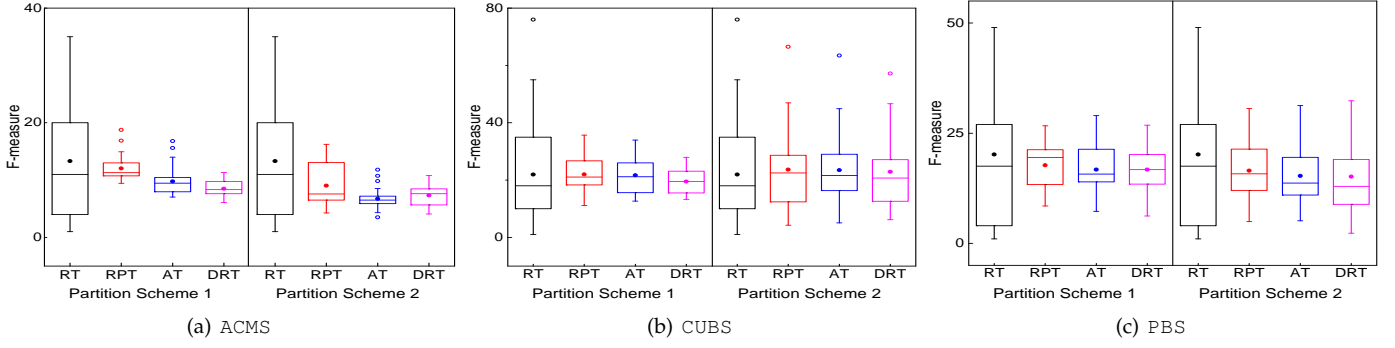 F-measure
40
20
0
RT RPT AT DRT RT RPT AT DRT
Partition Scheme 1 Partition Scheme 2
(a) ACMS
F-measure
80
40
0
RT RPT AT DRT RT RPT AT DRT
Partition Scheme 1 Partition Scheme 2
(b) CUBS
F-measure
50
25
0
RT RPT AT DRT RT RPT AT DRT
Partition Scheme 1 Partition Scheme 2
(c) PBS